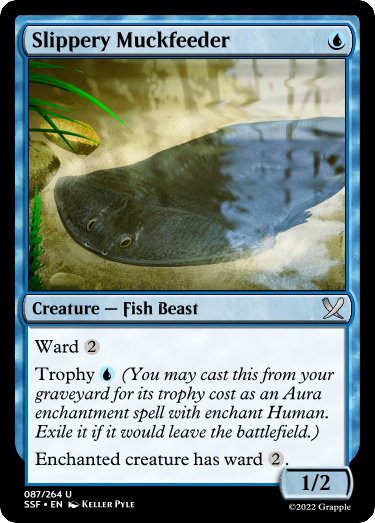 Slippery Muckfeeder
Creature — Fish Beast
Ward 2
Trophy (You may cast this from your
graveyard for its trophy cost as an Aura
enchantment spell with enchant Human.
Exile it if it would leave the battlefield.)
Enchanted creature has ward 2.
1/2
087/264 U
SSF • EN Keller Pyle
©2022 Grapple